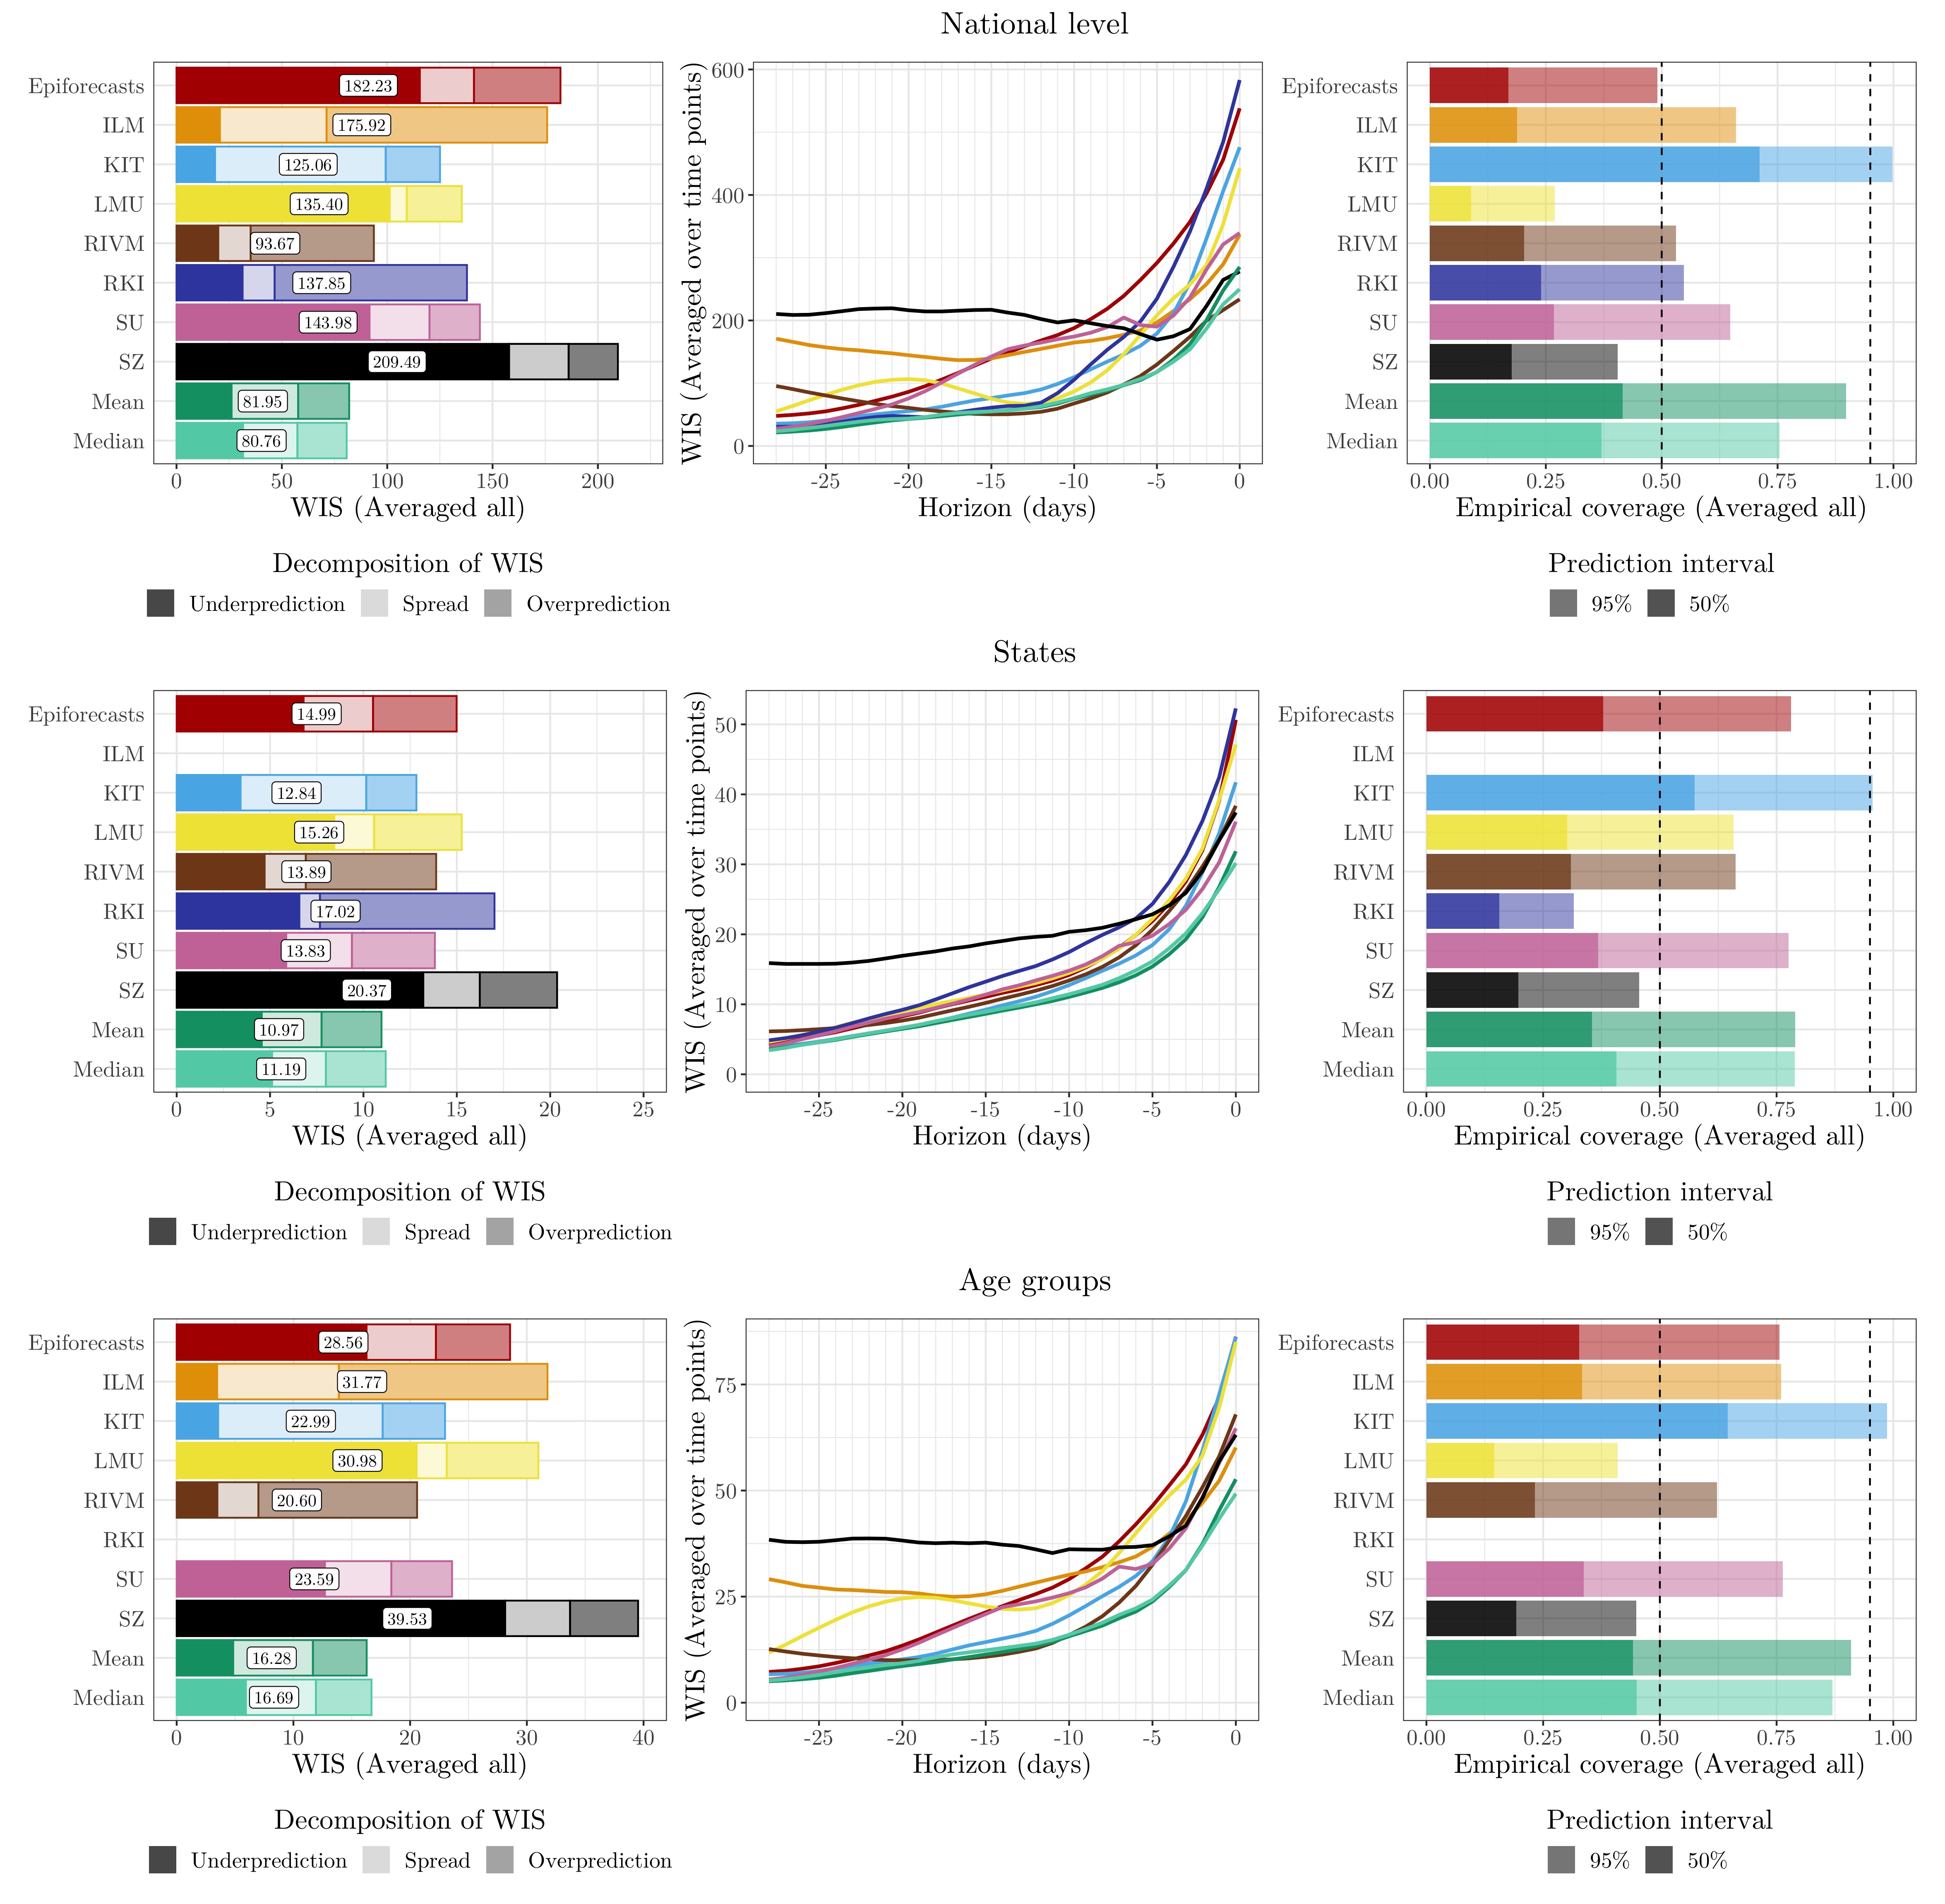 National level
Epiforecasts
ILM
KIT
LMU
RIVM
RKI
SU
SZ
Mean
Median
182.23
175.92
125.06
135.40
93.67
137.85
143.98
209.49
81.95
80.76
0 50 100 150 200
WIS (Averaged all)
Decomposition of WIS
Underprediction Spread Overprediction
WIS (Averaged over time points)
600
400
200
0
-25 -20 -15 -10 -5 0
Horizon (days)
Epiforecasts
ILM
KIT
LMU
RIVM
RKI
SU
SZ
Mean
Median
0.00 0.25 0.50 0.75 1.00
Empirical coverage (Averaged all)
Prediction interval
95% 50%
States
Epiforecasts
ILM
KIT
LMU
RIVM
RKI
SU
SZ
Mean
Median
14.99
12.84
15.26
13.89
17.02
13.83
20.37
10.97
11.19
0 5 10 15 20 25
WIS (Averaged all)
Decomposition of WIS
Underprediction Spread Overprediction
WIS (Averaged over time points)
50
40
30
20
10
0
-25 -20 -15 -10 -5 0
Horizon (days)
Epiforecasts
ILM
KIT
LMU
RIVM
RKI
SU
SZ
Mean
Median
0.00 0.25 0.50 0.75 1.00
Empirical coverage (Averaged all)
Prediction interval
95% 50%
Age groups
Epiforecasts
ILM
KIT
LMU
RIVM
RKI
SU
SZ
Mean
Median
28.56
31.77
22.99
30.98
20.60
23.59
39.53
16.28
16.69
0 10 20 30 40
WIS (Averaged all)
Decomposition of WIS
Underprediction Spread Overprediction
WIS (Averaged over time points)
75
50
25
0
-25 -20 -15 -10 -5 0
Horizon (days)
Epiforecasts
ILM
KIT
LMU
RIVM
RKI
SU
SZ
Mean
Median
0.00 0.25 0.50 0.75 1.00
Empirical coverage (Averaged all)
Prediction interval
95% 50%